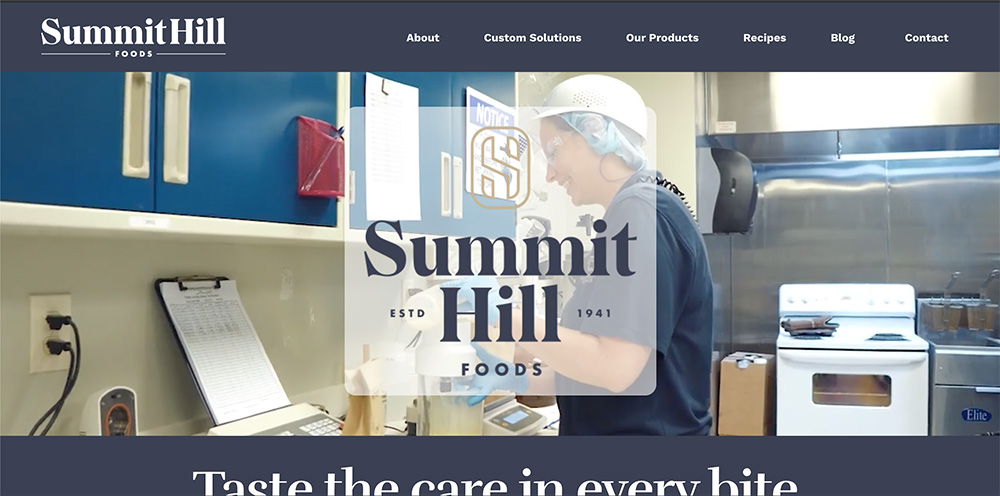 Summit Hill
FOODS
About
Custom Solutions
Our Products
Recipes
Blog
Contact
NOTICE
Summit
Hill
ESTD
1941
FOODS
Elite
Taste the care in every bite